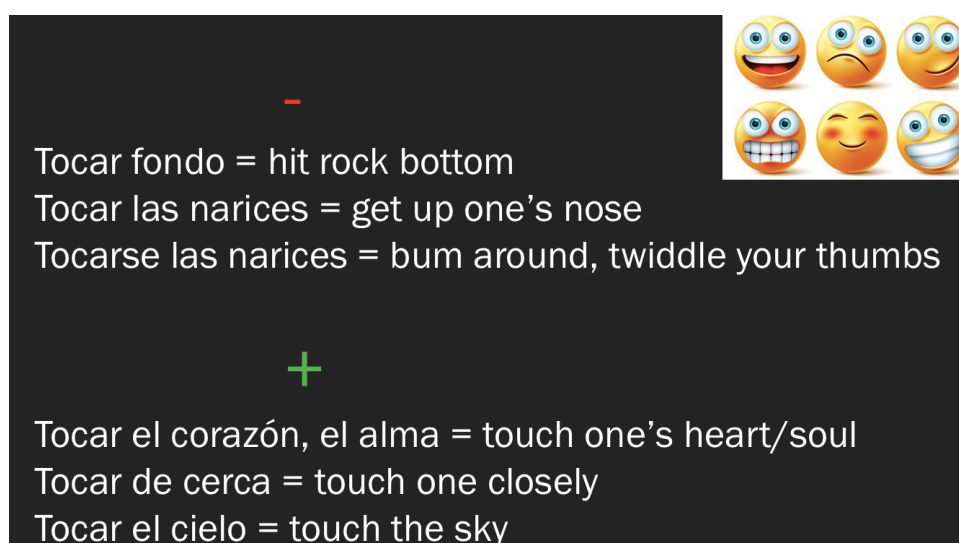 -
Tocar fondo = hit rock bottom
Tocar las narices = get up one’s nose
Tocarse las narices = bum around, twiddle your thumbs
+
Tocar el corazón, el alma = touch one’s heart/soul
Tocar de cerca = touch one closely
Tocar el cielo = touch the sky